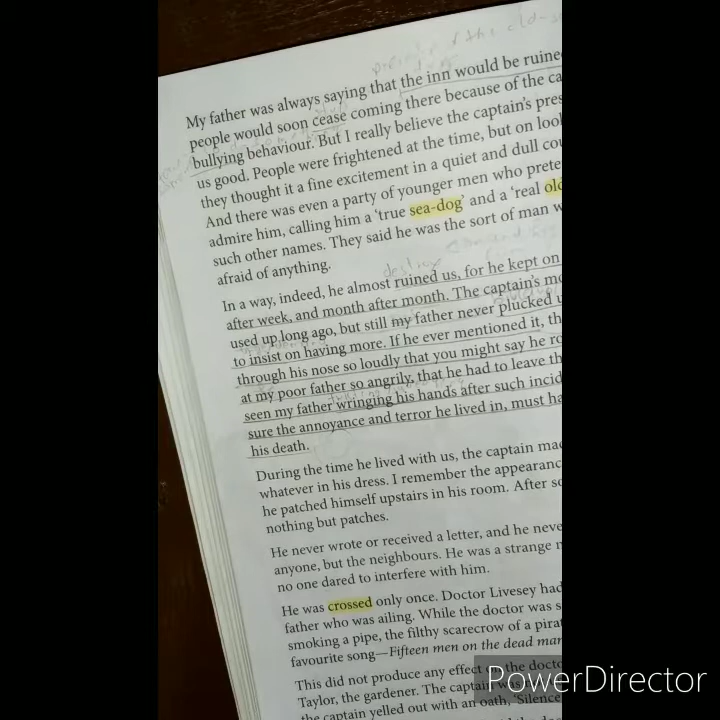 My father was always saying that the inn would be ruine
people would soon cease coming there because of the ca
bullying behaviour. But I really believe the captain's pres
us good. People were frightened at the time, but on loo
they thought it a fine excitement in a quiet and dull cou
And there was even a party of younger men who prete
admire him, calling him a 'true sea-dog' and a 'real old
such other names. They said he was the sort of man w
afraid of anything.
destroy
In a way, indeed, he almost ruined us, for he kept on
after week, and month after month. The captain's mo
used up long ago, but still my father never plucked u
to insist on having more. If he ever mentioned it, th
through his nose so loudly that you might say he ro
at my poor father so angrily, that he had to leave th
seen my father wringing his hands after such incid
sure the annoyance and terror he lived in, must ha
his death.
During the time he lived with us, the captain mad
whatever in his dress. I remember the appearanc
he patched himself upstairs in his room. After so
nothing but patches.
He never wrote or received a letter, and he neve
anyone, but the neighbours. He was a strange m
no one dared to interfere with him.
He was crossed only once. Doctor Livesey had
father who was ailing. While the doctor was s
smoking a pipe, the filthy scarecrow of a pirat
favourite song—Fifteen men on the dead man
This did not produce any effect on the docto
Taylor, the gardener. The captain was
the captain yelled out with an oath, 'Silence
PowerDirector